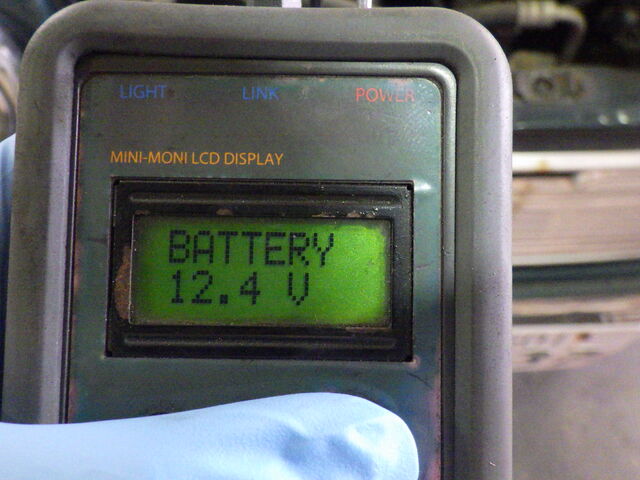 LIGHT LINK POWER
MINI-MONI LCD DISPLAY
BATTERY
12.4 V